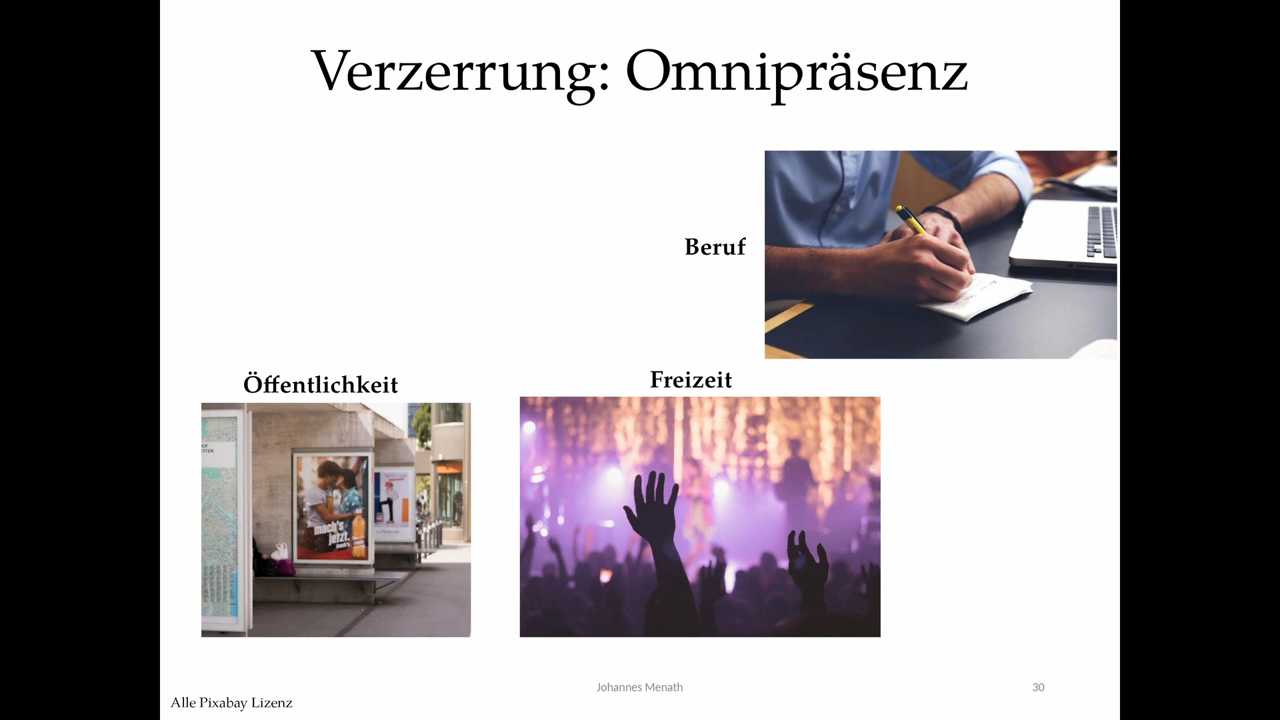 Verzerrung: Omnipräsenz
Beruf
Öffentlichkeit
Freizeit
mach's
jetzt.
Johannes Menath
30
Alle Pixabay Lizenz